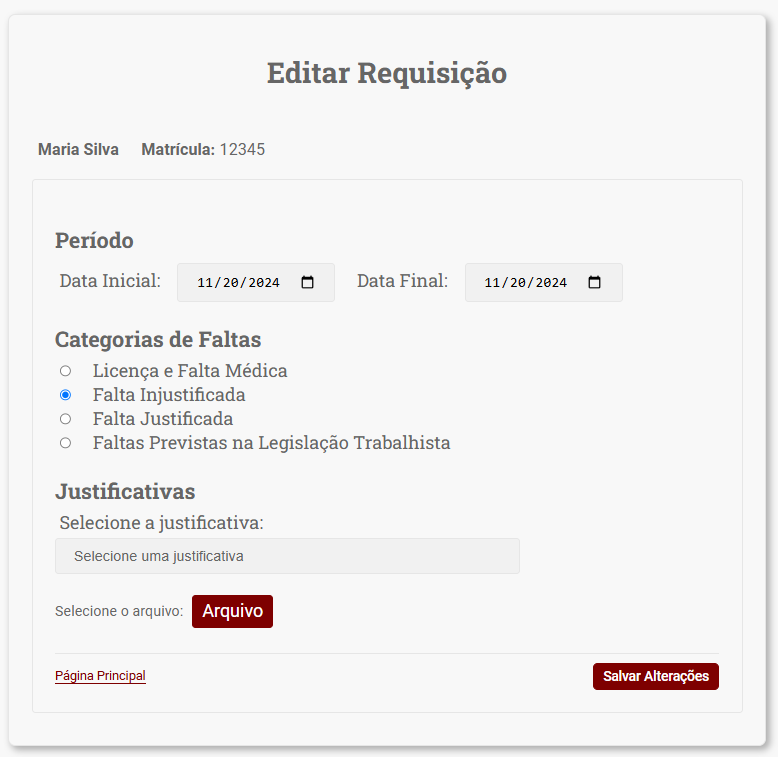 Editar Requisição
Maria Silva Matrícula: 12345
Período
Data Inicial: 11/20/2024 Data Final: 11/20/2024
Categorias de Faltas
Licença e Falta Médica
Falta Injustificada
Falta Justificada
Faltas Previstas na Legislação Trabalhista
Justificativas
Selecione a justificativa:
Selecione uma justificativa
Selecione o arquivo: Arquivo
Página Principal Salvar Alterações